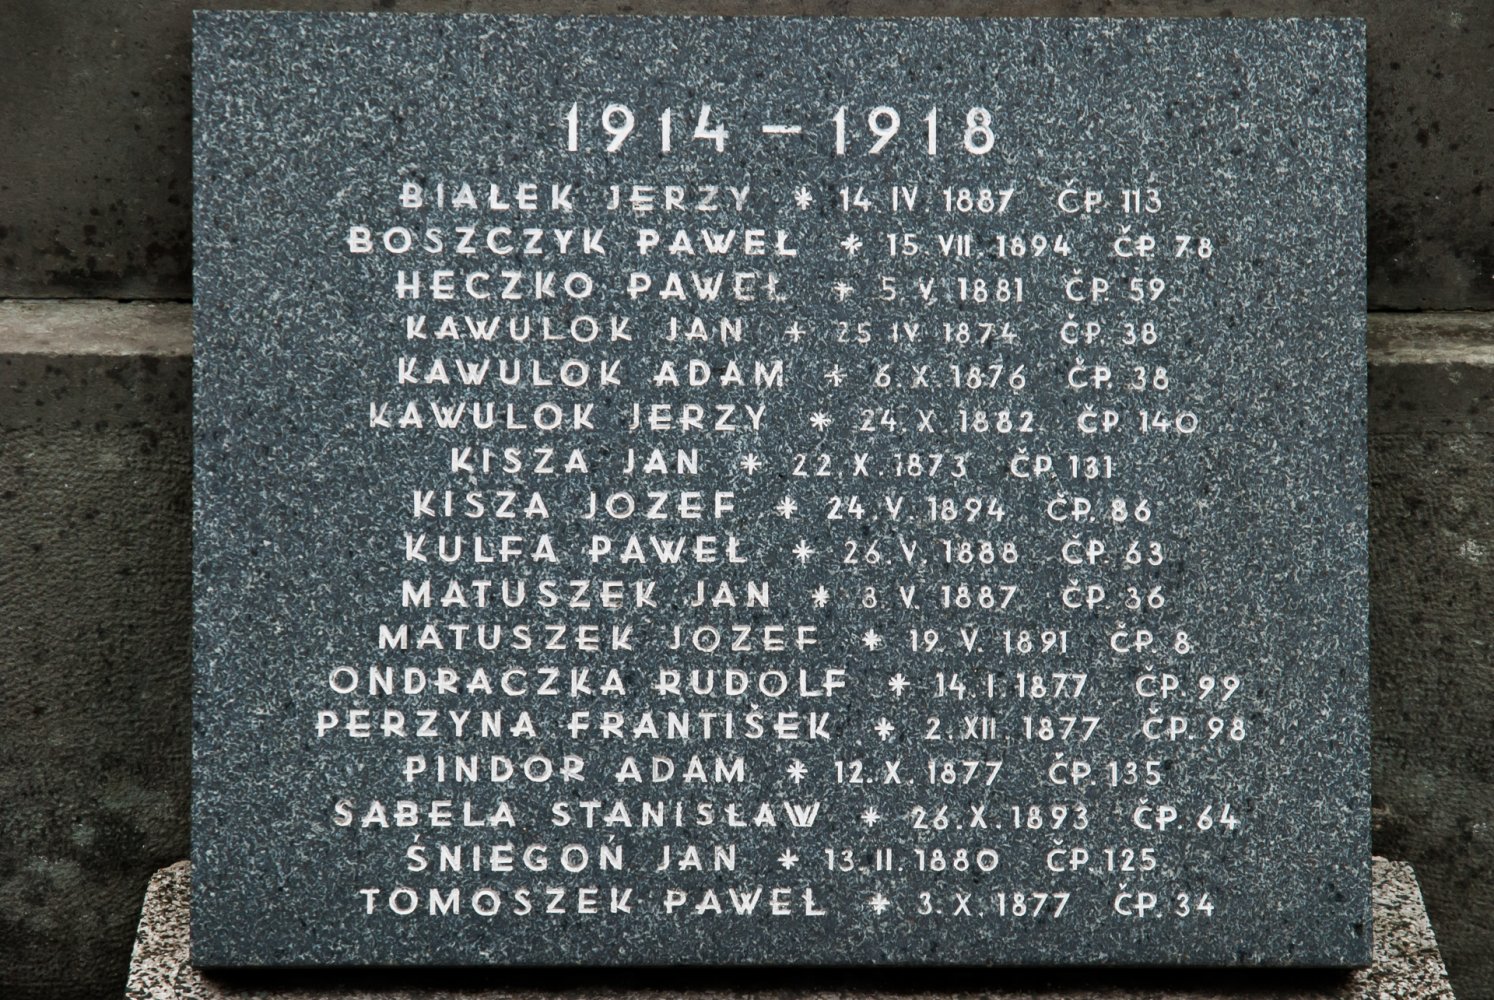 1914 – 1918
BIAŁEK JERZY * 14. IV. 1887 ČP. 113
BOSZCZYK PAWEŁ * 15. VII. 1894 ČP. 78
HECZKO PAWEŁ * 5. V. 1881 ČP. 59
KAWULOK JAN * 25. IV. 1874 ČP. 38
KAWULOK ADAM * 6. X. 1876 ČP. 38
KAWULOK JERZY * 24. X. 1882 ČP. 140
KISZA JAN * 22. X. 1873 ČP. 131
KISZA JOZEF * 24. V. 1894 ČP. 86
KULFA PAWEŁ * 26. V. 1888 ČP. 63
MATUSZEK JAN * 8. V. 1887 ČP. 36
MATUSZEK JOZEF * 19. V. 1891 ČP. 8
ONDRACZKA RUDOLF * 14. I. 1877 ČP. 99
PERZYNA FRANTIŠEK * 2. XII. 1877 ČP. 98
PINDOR ADAM * 12. X. 1877 ČP. 135
SABELA STANISŁAW * 26. X. 1893 ČP. 64
ŚNIEGOŃ JAN * 13. II. 1880 ČP. 125
TOMOSZEK PAWEŁ * 3. X. 1877 ČP. 34